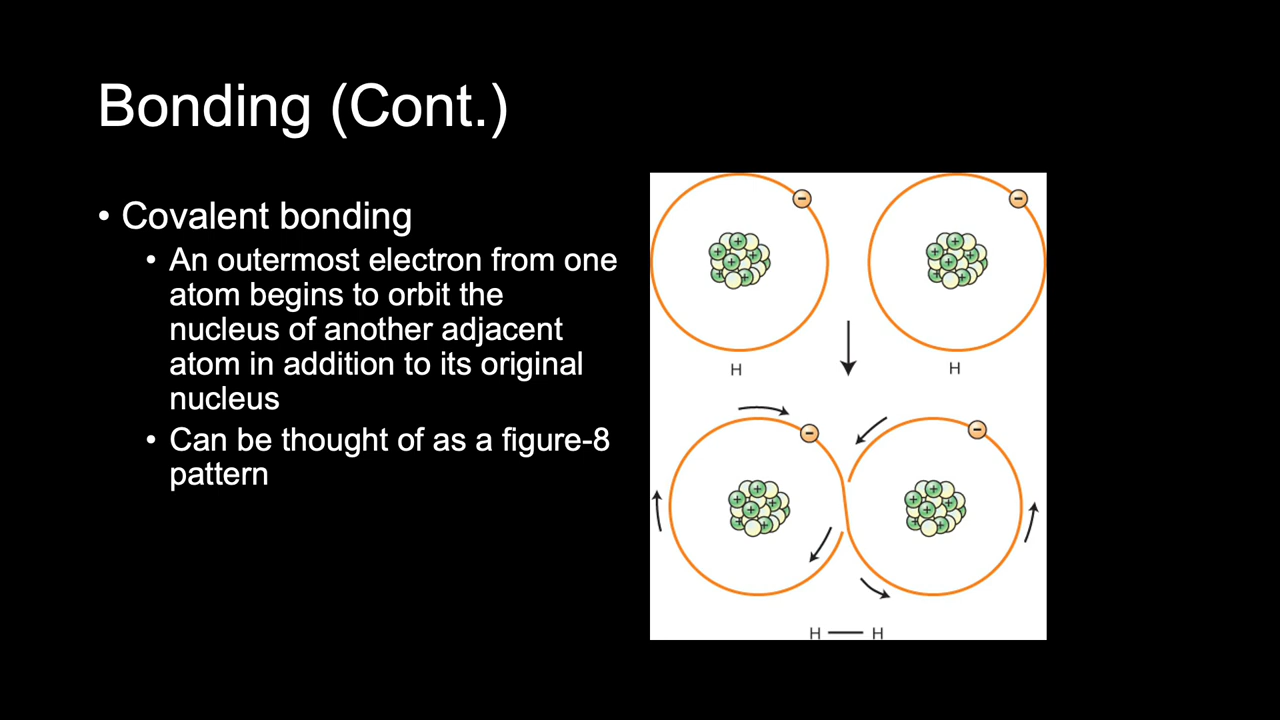 Bonding (Cont.)
• Covalent bonding
• An outermost electron from one
atom begins to orbit the
nucleus of another adjacent
atom in addition to its original
nucleus
• Can be thought of as a figure-8
pattern
H H
H — H